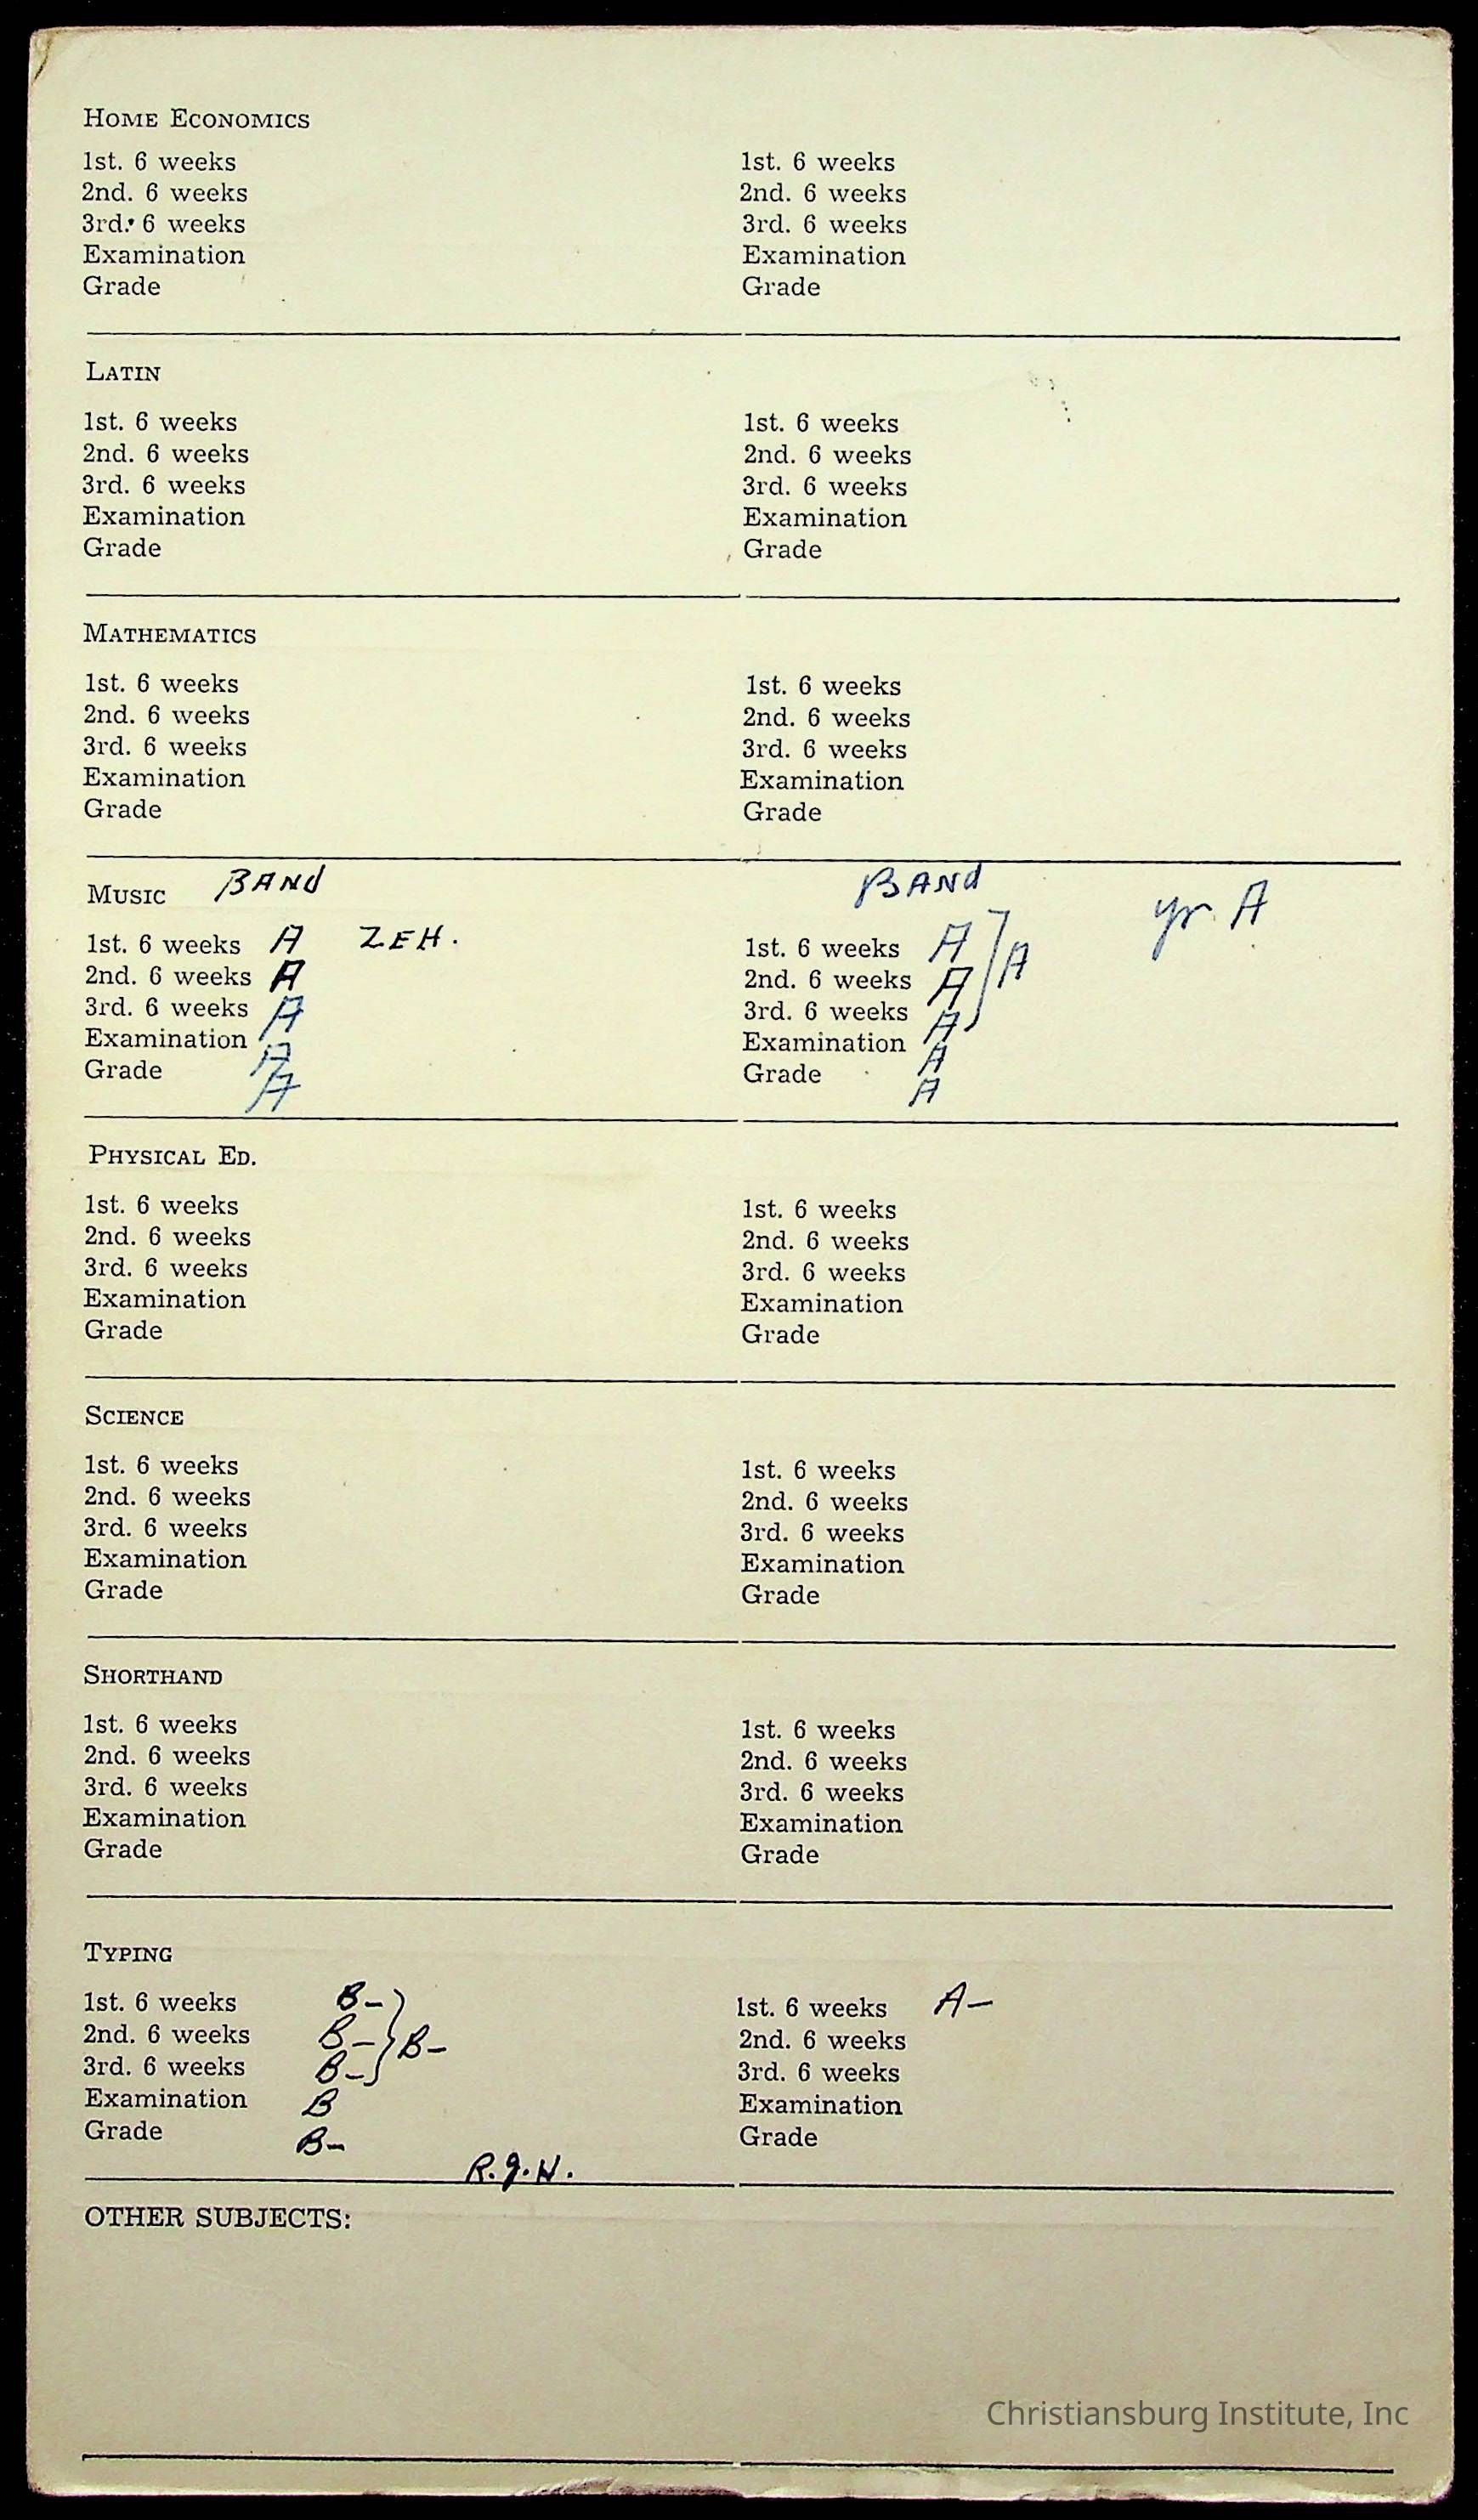 HOME ECONOMICS
1st. 6 weeks 1st. 6 weeks
2nd. 6 weeks 2nd. 6 weeks
3rd. 6 weeks 3rd. 6 weeks
Examination Examination
Grade Grade
LATIN
1st. 6 weeks 1st. 6 weeks
2nd. 6 weeks 2nd. 6 weeks
3rd. 6 weeks 3rd. 6 weeks
Examination Examination
Grade Grade
MATHEMATICS
1st. 6 weeks 1st. 6 weeks
2nd. 6 weeks 2nd. 6 weeks
3rd. 6 weeks 3rd. 6 weeks
Examination Examination
Grade Grade
MUSIC BAND BAND yr. A
1st. 6 weeks A ZEH. 1st. 6 weeks A
2nd. 6 weeks A 2nd. 6 weeks A A
3rd. 6 weeks A 3rd. 6 weeks A
Examination A Examination A
Grade A Grade A
PHYSICAL ED.
1st. 6 weeks 1st. 6 weeks
2nd. 6 weeks 2nd. 6 weeks
3rd. 6 weeks 3rd. 6 weeks
Examination Examination
Grade Grade
SCIENCE
1st. 6 weeks 1st. 6 weeks
2nd. 6 weeks 2nd. 6 weeks
3rd. 6 weeks 3rd. 6 weeks
Examination Examination
Grade Grade
SHORTHAND
1st. 6 weeks 1st. 6 weeks
2nd. 6 weeks 2nd. 6 weeks
3rd. 6 weeks 3rd. 6 weeks
Examination Examination
Grade Grade
TYPING
1st. 6 weeks B- 1st. 6 weeks A-
2nd. 6 weeks B- B- 2nd. 6 weeks
3rd. 6 weeks B- 3rd. 6 weeks
Examination B Examination
Grade B- Grade
R.J.H.
OTHER SUBJECTS:
Christiansburg Institute, Inc